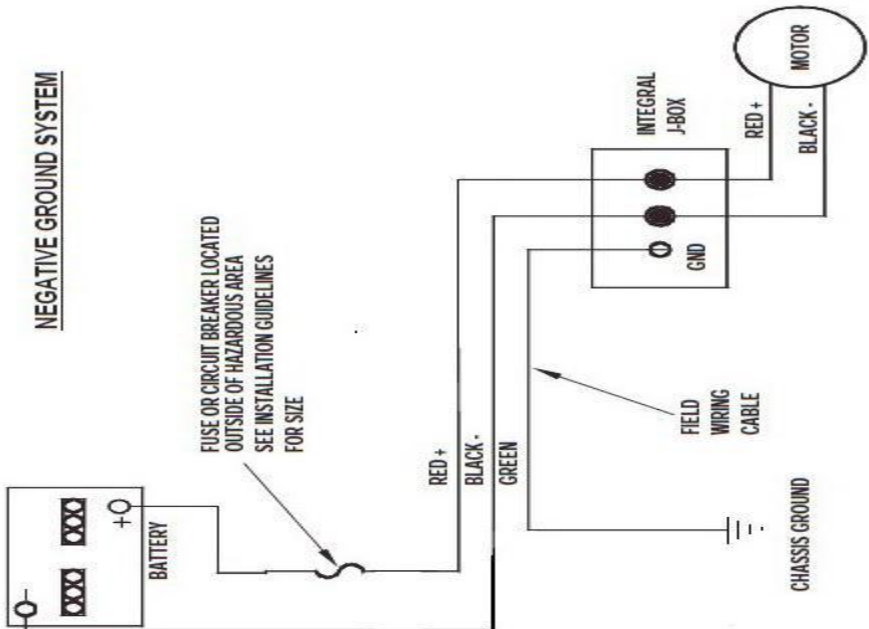 NEGATIVE GROUND SYSTEM
+
-
BATTERY
FUSE OR CIRCUIT BREAKER LOCATED
OUTSIDE OF HAZARDOUS AREA
SEE INSTALLATION GUIDELINES
FOR SIZE
RED +
BLACK -
GREEN
INTEGRAL
J-BOX
GND
RED +
BLACK -
MOTOR
FIELD
WIRING
CABLE
CHASSIS GROUND